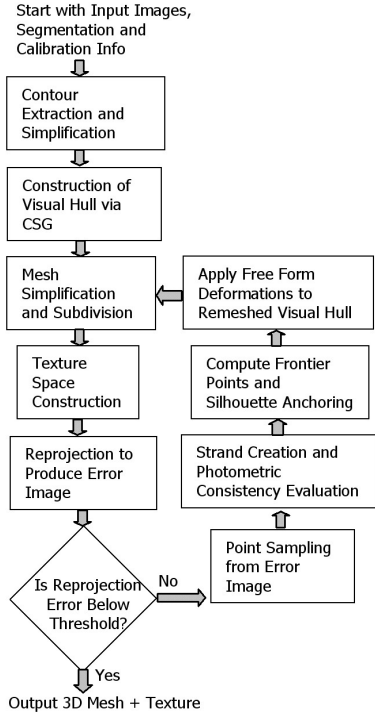 Start with Input Images,
Segmentation and
Calibration Info
Contour
Extraction and
Simplification
Construction of
Visual Hull via
CSG
Mesh
Simplification
and Subdivision
Apply Free Form
Deformations to
Remeshed Visual Hull
Texture
Space
Construction
Compute Frontier
Points and
Silhouette Anchoring
Reprojection to
Produce Error
Image
Strand Creation and
Photometric
Consistency Evaluation
Point Sampling
from Error
Image
Is Reprojection
Error Below
Threshold?
No
Yes
Output 3D Mesh + Texture